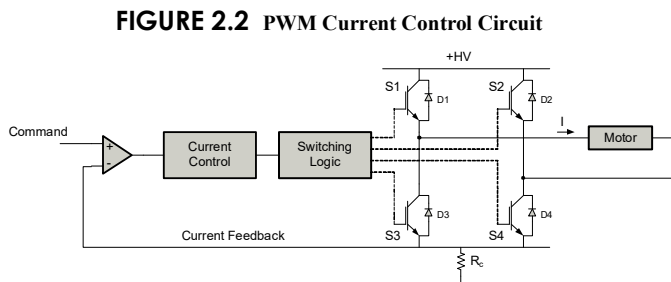 FIGURE 2.2 PWM Current Control Circuit
+HV
S1
D1
S2
D2
Command
+
-
Current
Control
Switching
Logic
I
Motor
S3
D3
S4
D4
Current Feedback
Rc